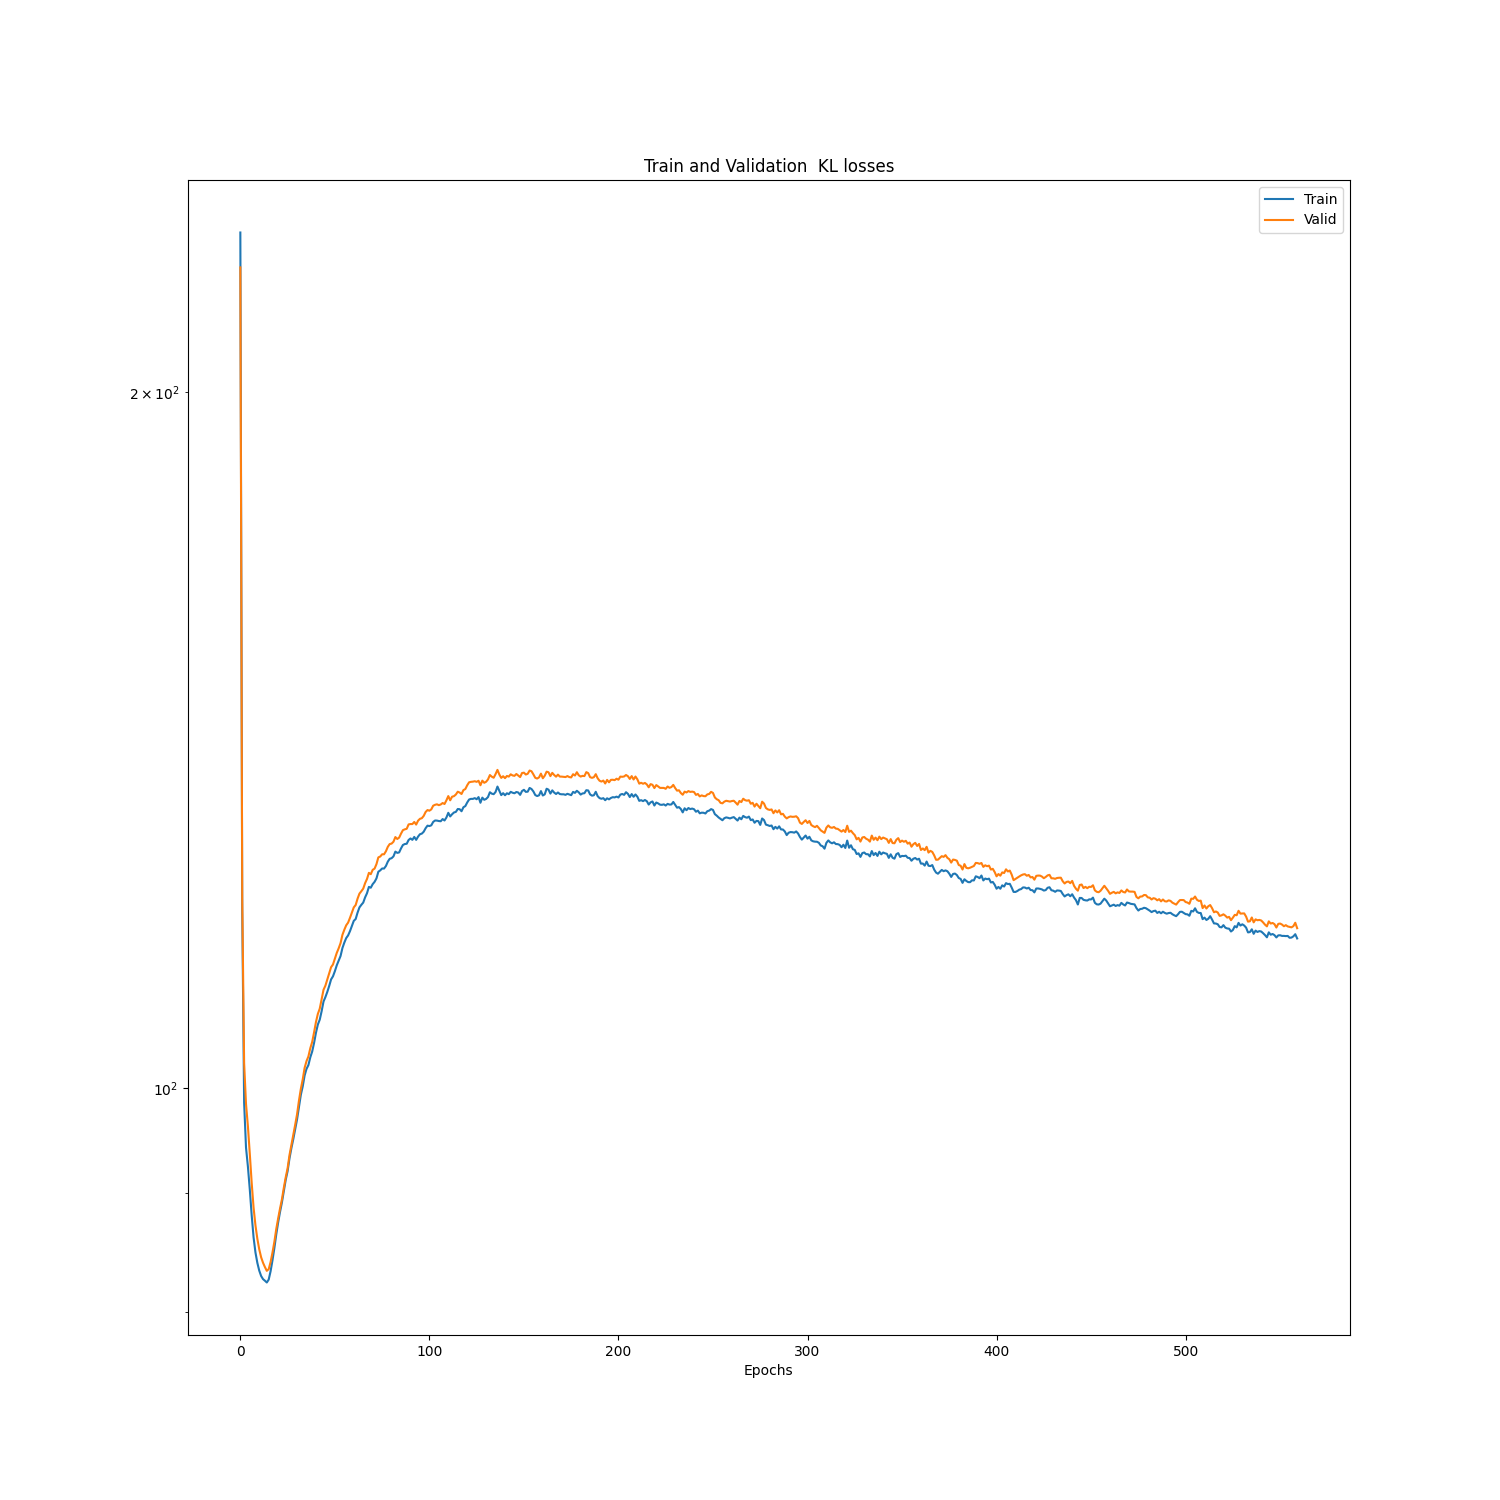 Train and Validation  KL losses
Train
Valid
2 × 10²
10²
0 100 200 300 400 500
Epochs